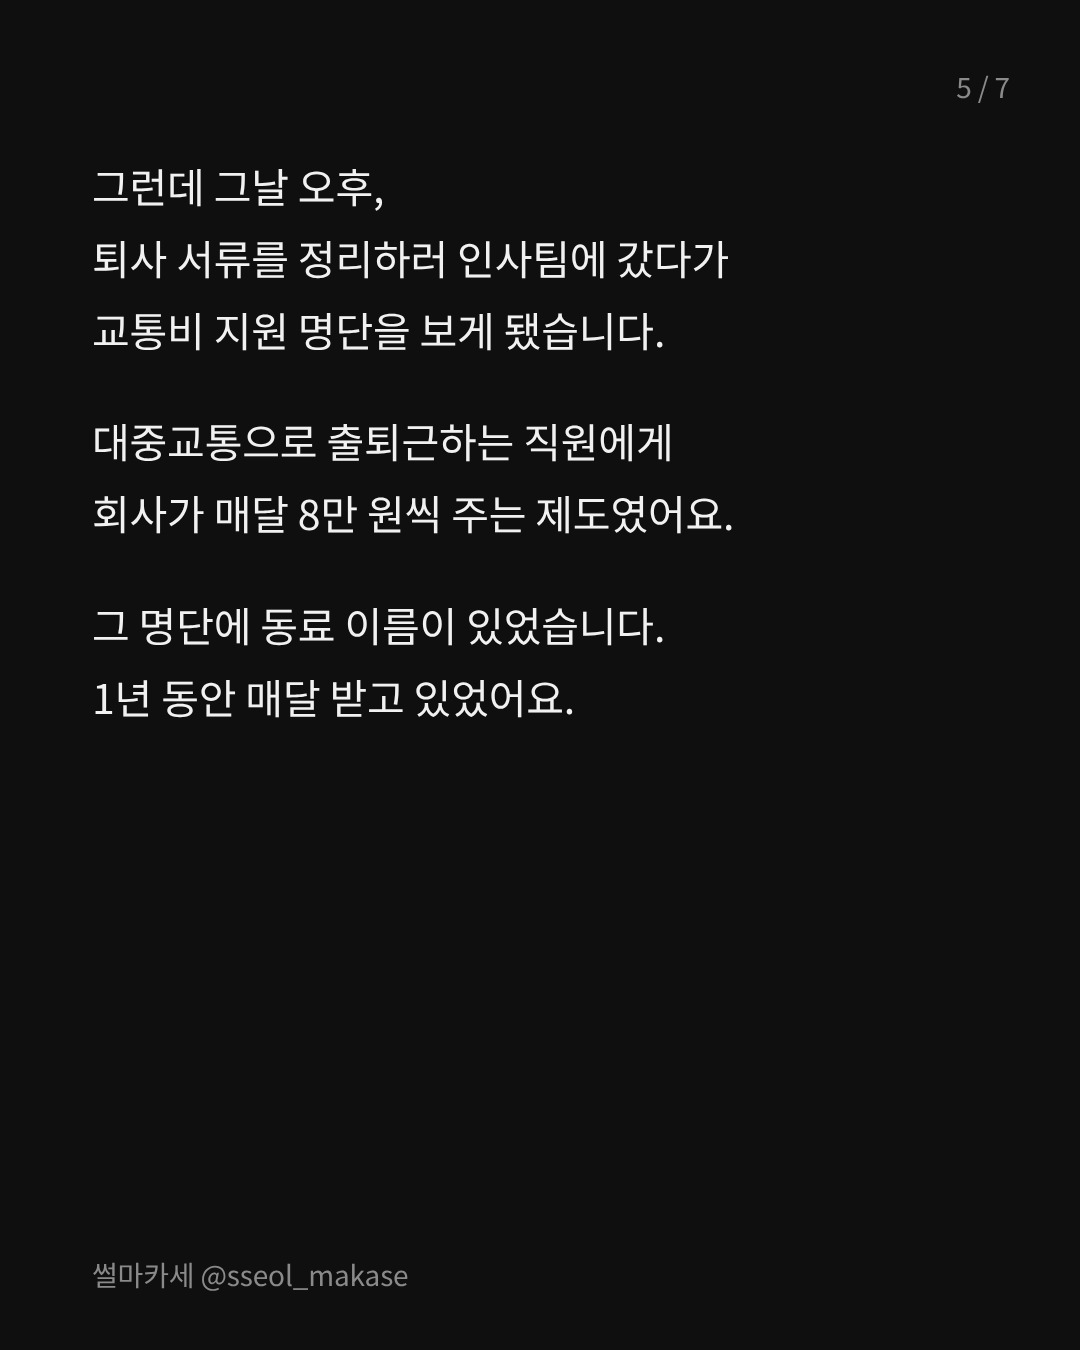 5 / 7
그런데 그날 오후,
퇴사 서류를 정리하러 인사팀에 갔다가
교통비 지원 명단을 보게 됐습니다.
대중교통으로 출퇴근하는 직원에게
회사가 매달 8만 원씩 주는 제도였어요.
그 명단에 동료 이름이 있었습니다.
1년 동안 매달 받고 있었어요.
썰마카세 @sseol_makase